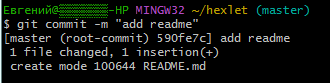 Евгений@▒▒▒▒▒▒▒-HP MINGW32 ~/hexlet (master)
$ git commit -m "add readme"
[master (root-commit) 590fe7c] add readme
 1 file changed, 1 insertion(+)
 create mode 100644 README.md